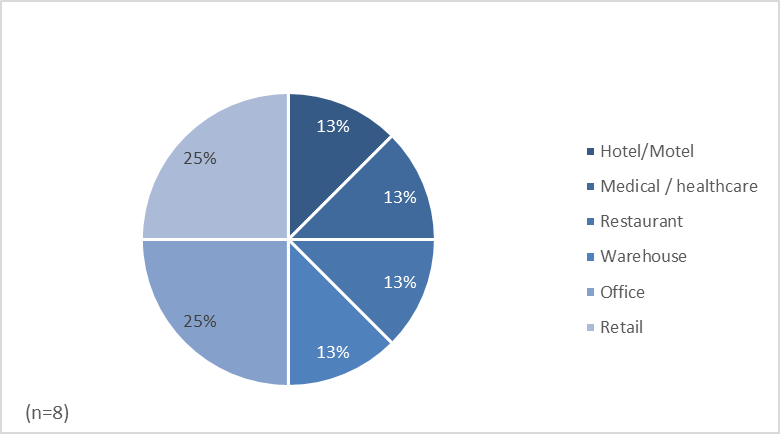 13%
25%
13%
13%
25%
13%
Hotel/Motel
Medical / healthcare
Restaurant
Warehouse
Office
Retail
(n=8)